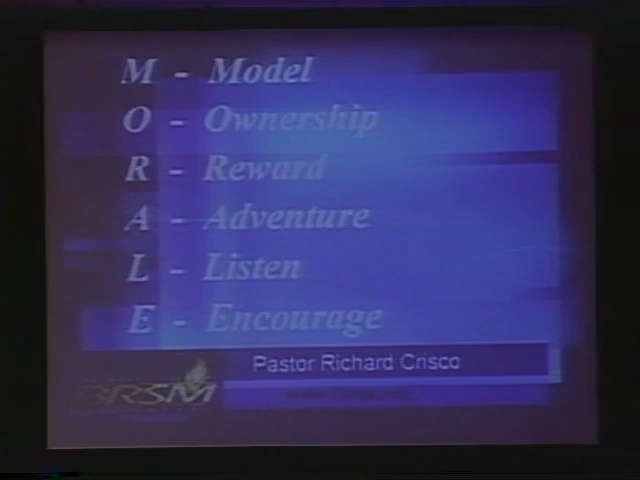 M - Model
O - Ownership
R - Reward
A - Adventure
L - Listen
E - Encourage
Pastor Richard Crisco
BRSM